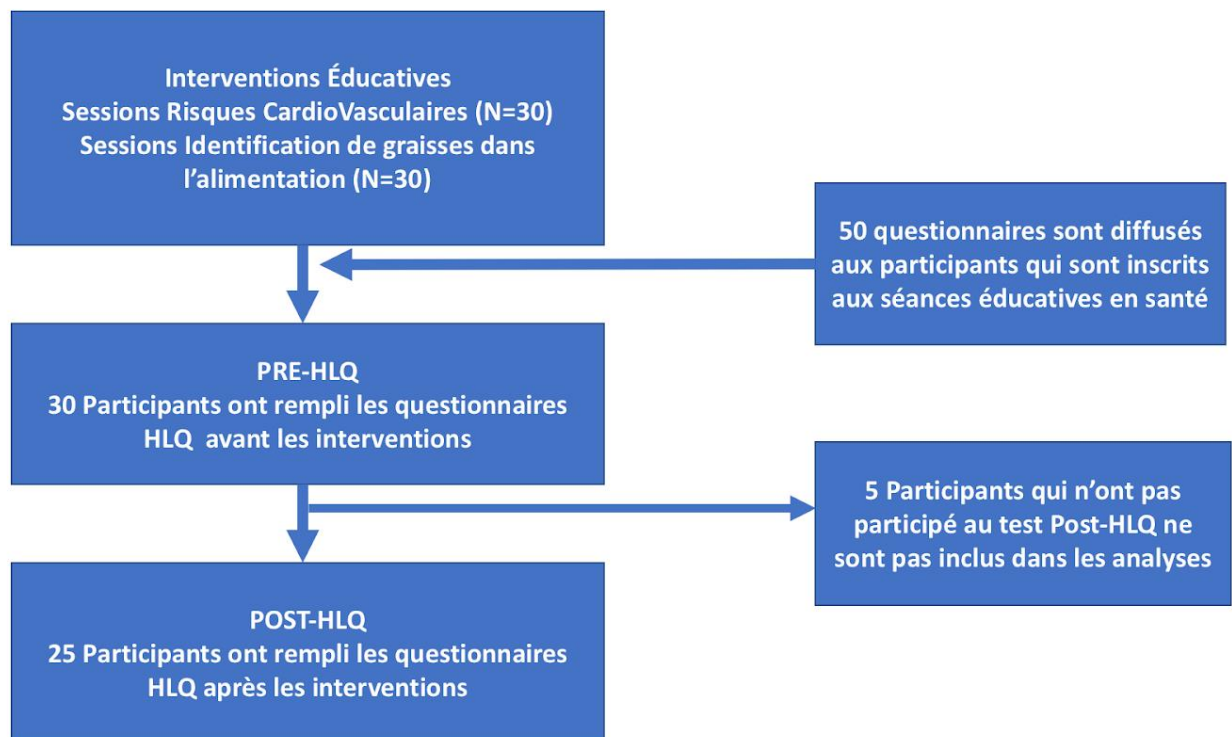 Interventions Éducatives
Sessions Risques CardioVasculaires (N=30)
Sessions Identification de graisses dans
l'alimentation (N=30)
50 questionnaires sont diffusés
aux participants qui sont inscrits
aux séances éducatives en santé
PRE-HLQ
30 Participants ont rempli les questionnaires
HLQ avant les interventions
5 Participants qui n'ont pas
participé au test Post-HLQ ne
sont pas inclus dans les analyses
POST-HLQ
25 Participants ont rempli les questionnaires
HLQ après les interventions